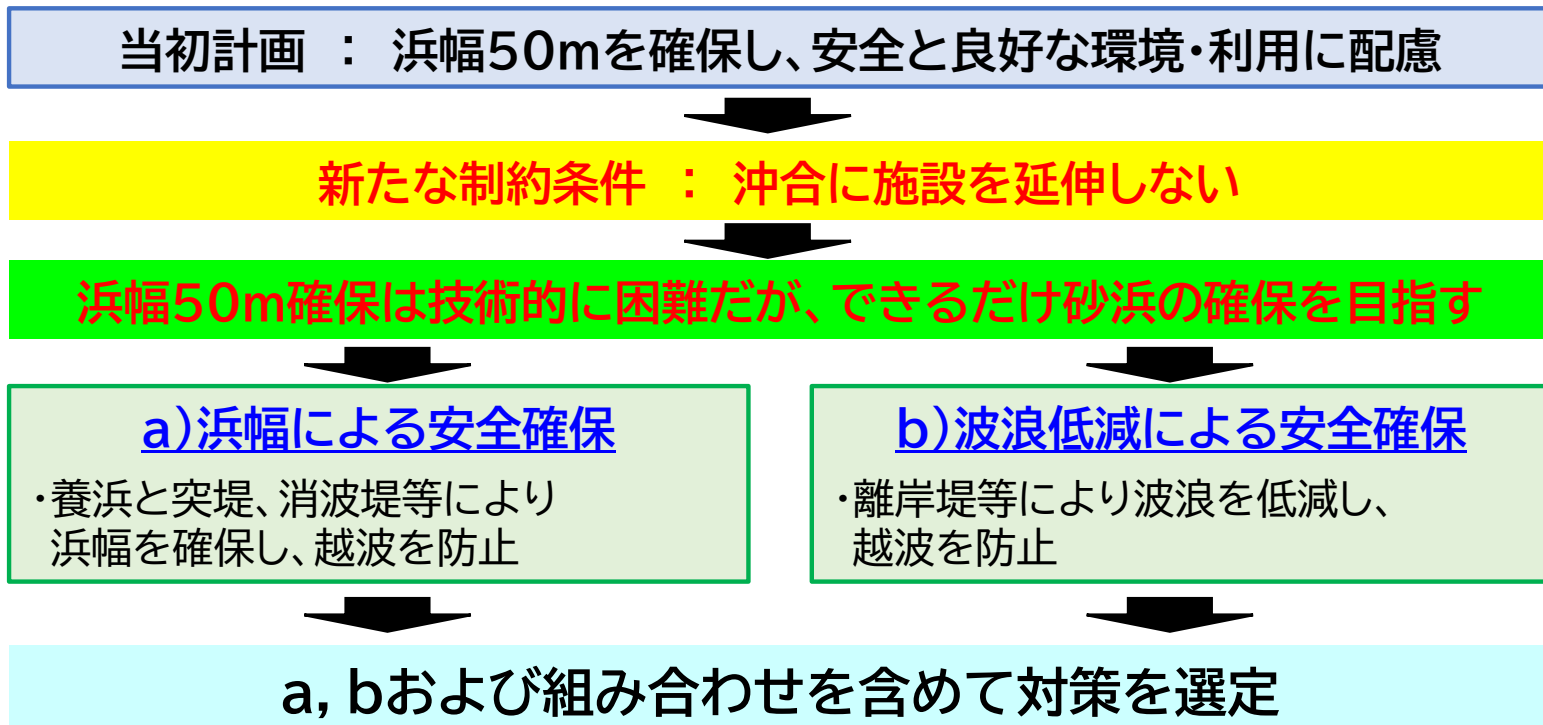 当初計画 ： 浜幅50mを確保し、安全と良好な環境・利用に配慮
新たな制約条件 ： 沖合に施設を延伸しない
浜幅50m確保は技術的に困難だが、できるだけ砂浜の確保を目指す
a)浜幅による安全確保
・養浜と突堤、消波堤等により
浜幅を確保し、越波を防止
b)波浪低減による安全確保
・離岸堤等により波浪を低減し、
越波を防止
a, bおよび組み合わせを含めて対策を選定